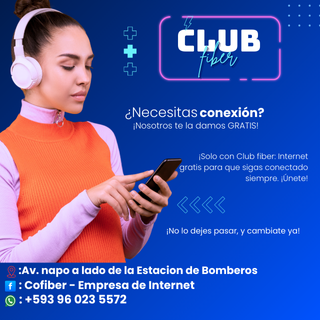 CLUB
fiber
¿Necesitas conexión?
¡Nosotros te la damos GRATIS!
¡Solo con Club fiber: Internet
gratis para que sigas conectado
siempre. ¡Únete!
¡No lo dejes pasar, y cambiate ya!
:Av. napo a lado de la Estacion de Bomberos
: Cofiber - Empresa de Internet
: +593 96 023 5572